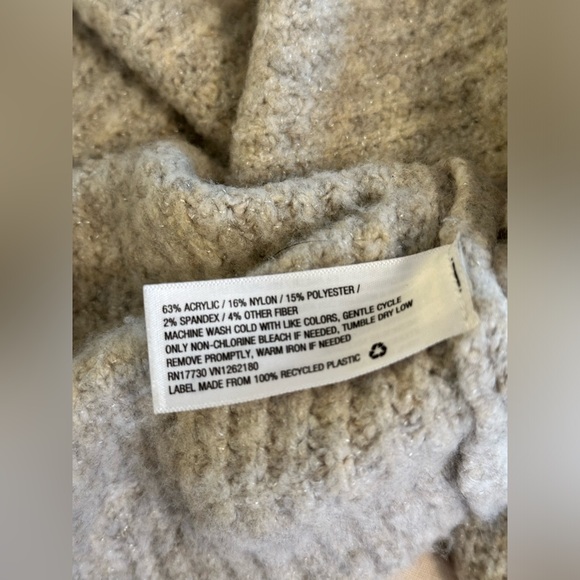 63% ACRYLIC / 16% NYLON / 15% POLYESTER /
2% SPANDEX / 4% OTHER FIBER
MACHINE WASH COLD WITH LIKE COLORS, GENTLE CYCLE
ONLY NON-CHLORINE BLEACH IF NEEDED, TUMBLE DRY LOW
REMOVE PROMPTLY, WARM IRON IF NEEDED
RN17730 VN1262180
LABEL MADE FROM 100% RECYCLED PLASTIC